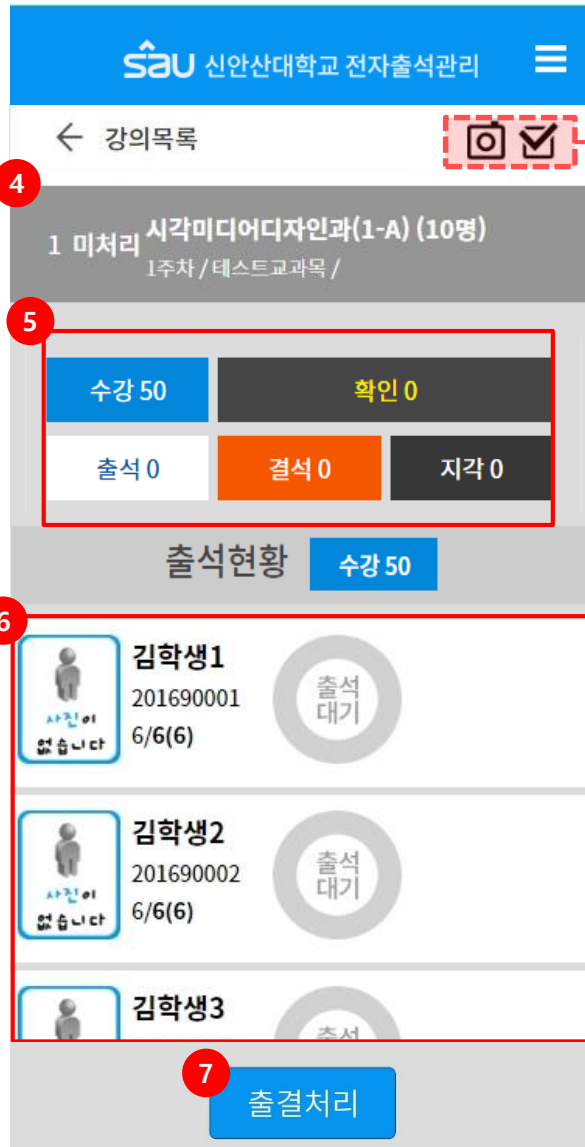 sau 신안산대학교 전자출석관리
강의목록
4
1 미처리 시각미디어디자인과(1-A) (10명)
1주차 / 테스트교과목 /
5
수강 50 확인 0
출석 0 결석 0 지각 0
출석현황 수강 50
6
사진이
없습니다
김학생1
201690001
6/6(6)
출석
대기
사진이
없습니다
김학생2
201690002
6/6(6)
출석
대기
김학생3
출석
7
출결처리